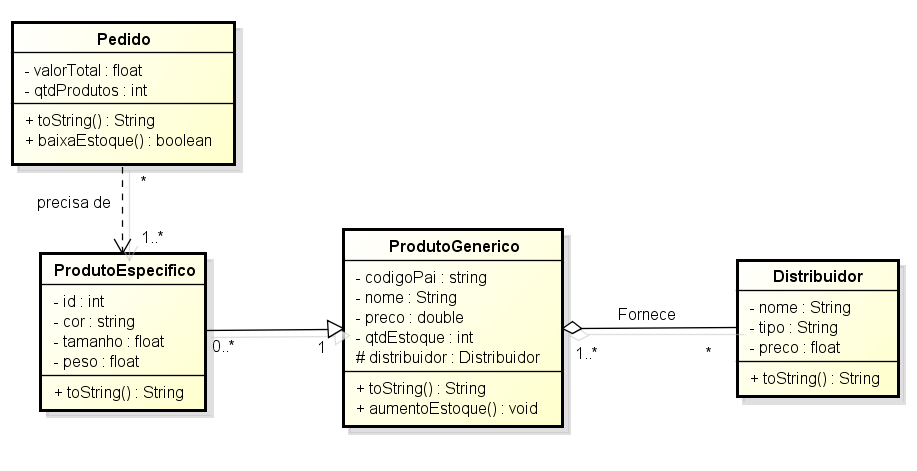 Pedido
- valorTotal : float
- qtdProdutos : int
+ toString() : String
+ baixaEstoque() : boolean
*
precisa de
1..*
ProdutoEspecifico
- id : int
- cor : string
- tamanho : float
- peso : float
+ toString() : String
0..*
1
ProdutoGenerico
- codigoPai : string
- nome : String
- preco : double
- qtdEstoque : int
# distribuidor : Distribuidor
+ toString() : String
+ aumentoEstoque() : void
Fornece
1..*
*
Distribuidor
- nome : String
- tipo : String
- preco : float
+ toString() : String